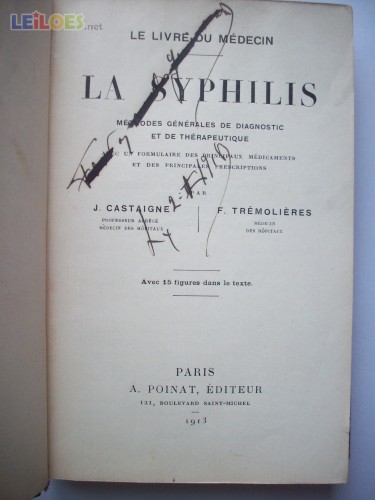 LEiLOES.net
LE LIVRE DU MÉDECIN
LA SYPHILIS
MÉTHODES GÉNÉRALES DE DIAGNOSTIC
ET DE THÉRAPEUTIQUE
UN FORMULAIRE DES PRINCIPAUX MÉDICAMENTS
ET DES PRINCIPALES PRESCRIPTIONS
PAR
J. CASTAIGNE
PROFESSEUR AGRÉGÉ
MÉDECIN DES HÔPITAUX
F. TRÉMOLIÈRES
MÉDECIN
DES HÔPITAUX
Avec 15 figures dans le texte.
PARIS
A. POINAT, ÉDITEUR
121, BOULEVARD SAINT-MICHEL
1913